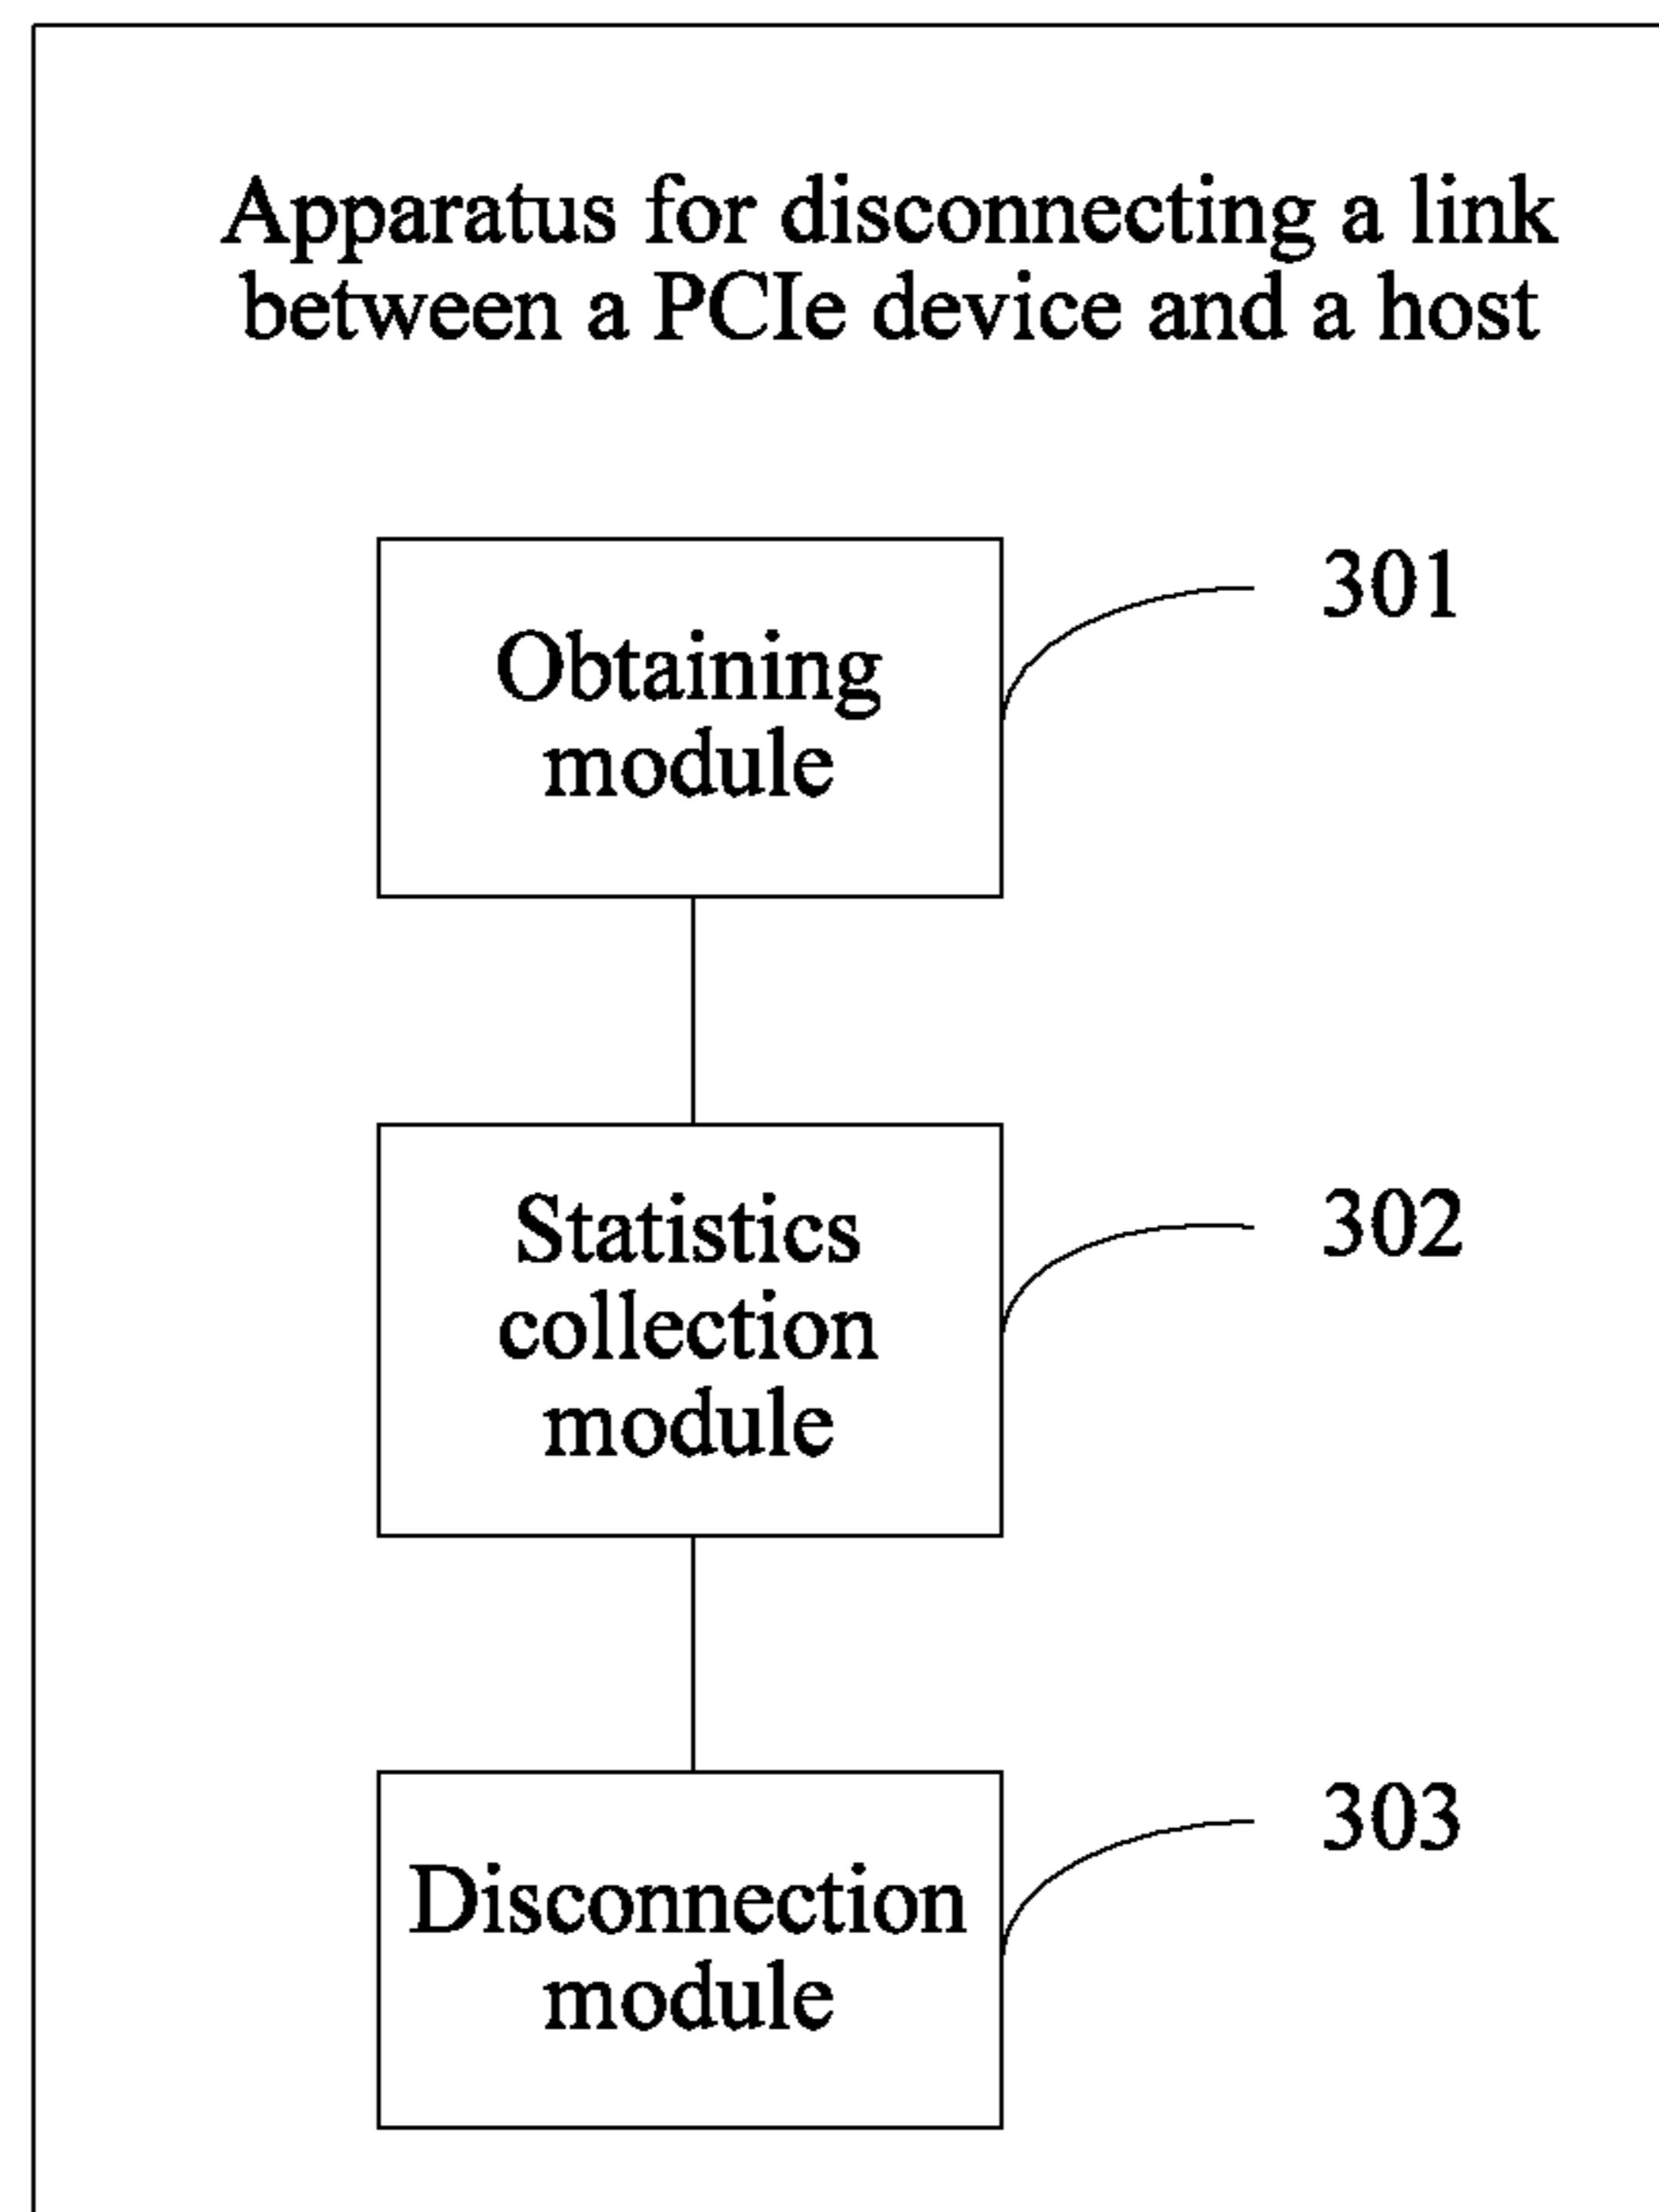 Apparatus for disconnecting a link
between a PCIe device and a host
Obtaining
module
301
Statistics
collection
module
302
Disconnection
module
303